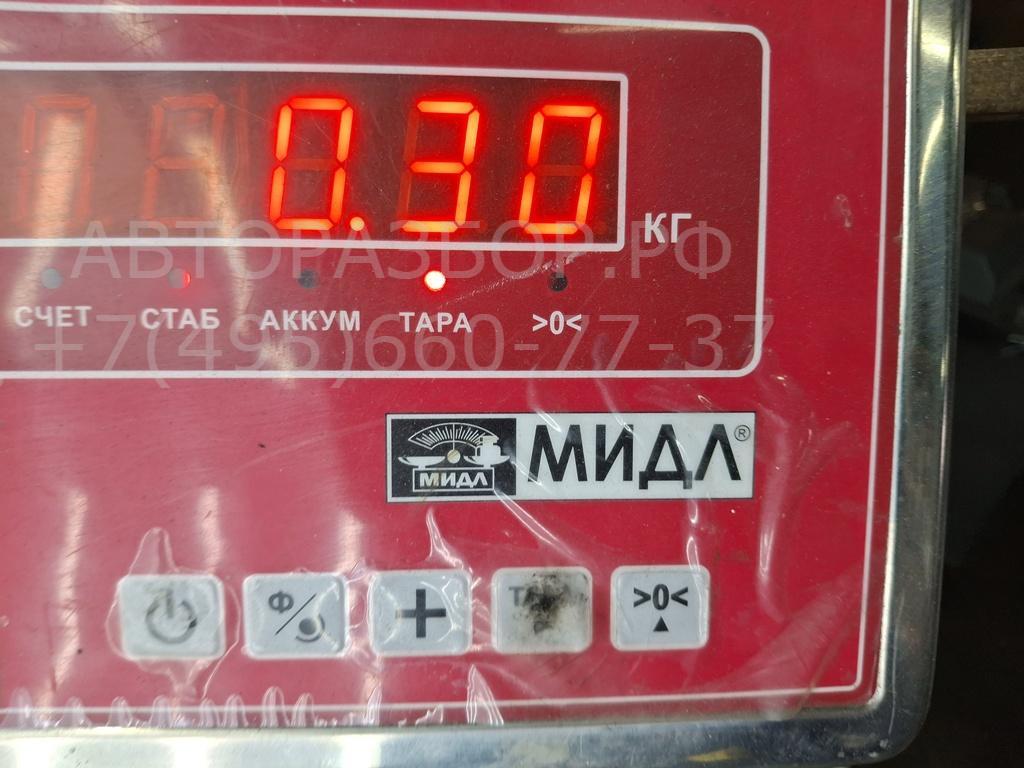 0.30
КГ
АВТОРАЗБОР.РФ
СЧЕТ СТАБ АККУМ ТАРА >0<
+7(495)660-77-37
МИДЛ МИДЛ®
Ф >0<